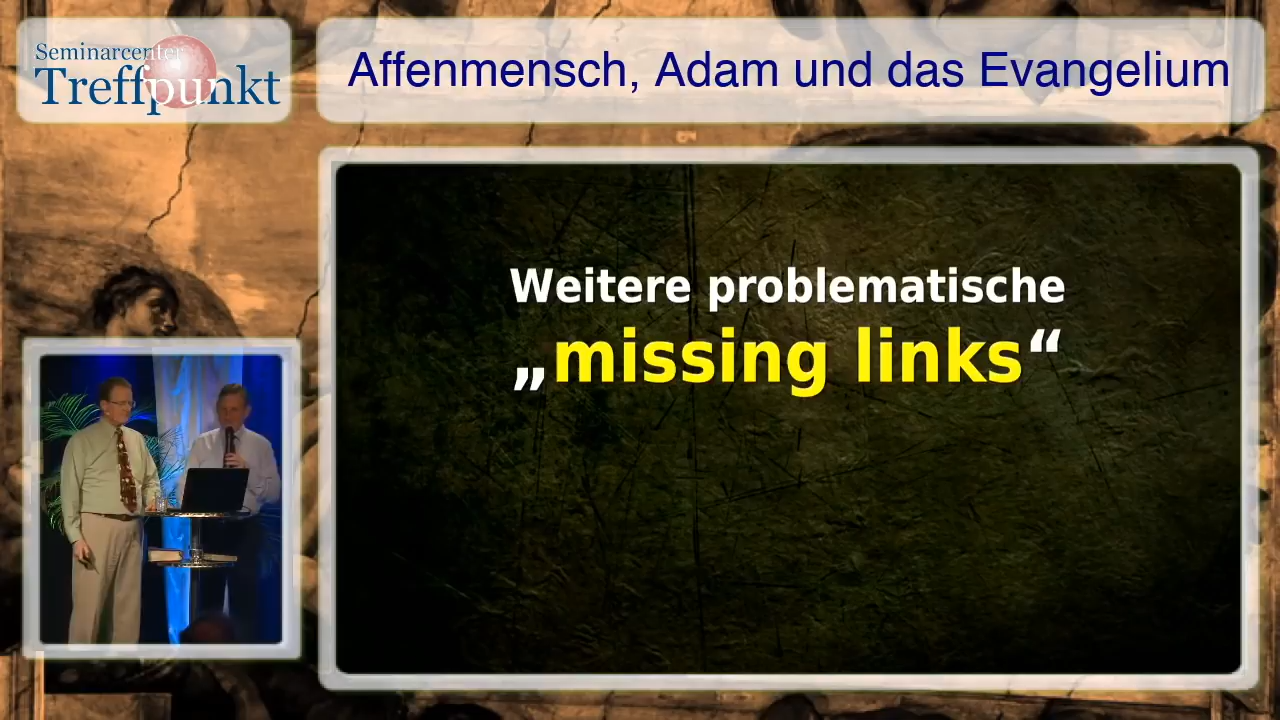 Seminarcenter
Treffpunkt
Affenmensch, Adam und das Evangelium
Weitere problematische
„missing links“